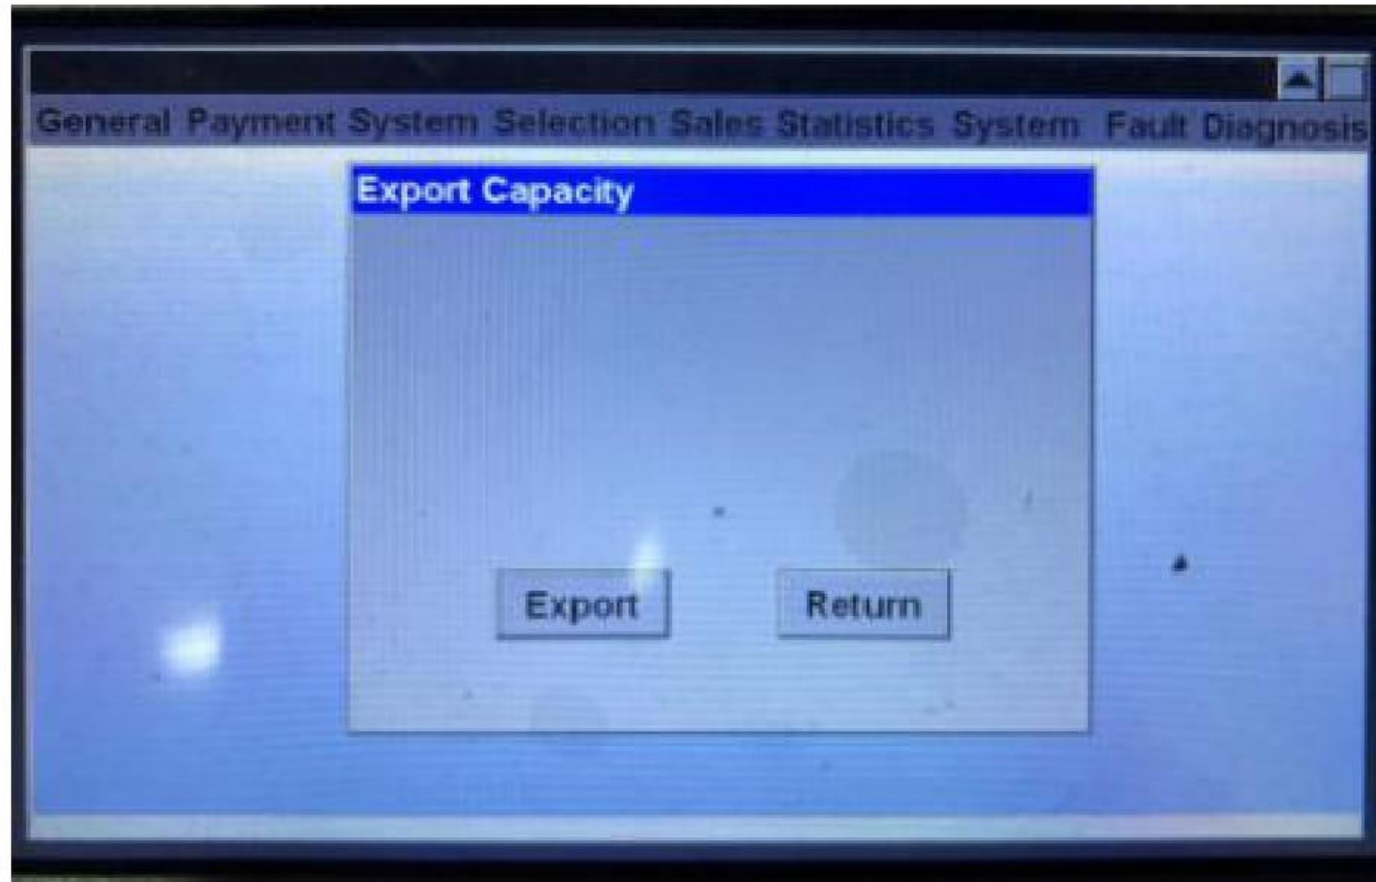 General Payment System Selection Sales Statistics System Fault Diagnosis
Export Capacity
Export Return